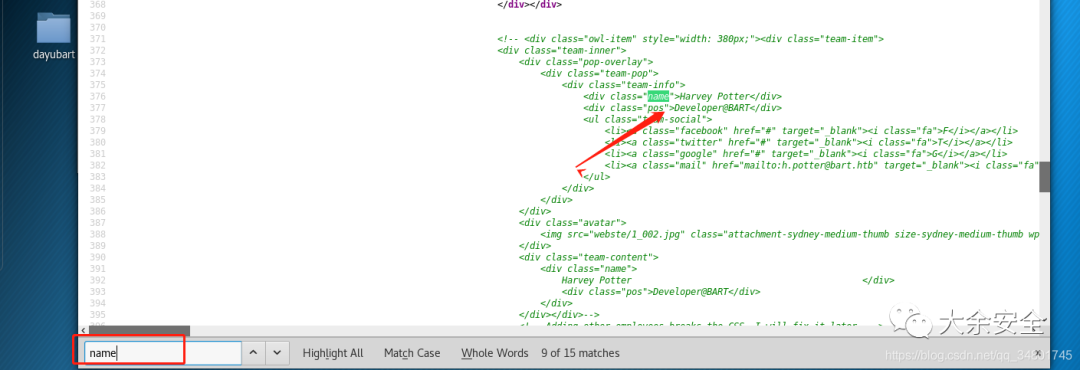 dayubart
368 </div></div>
369
370
371 <!-- <div class="owl-item" style="width: 380px;"><div class="team-item">
372 <div class="team-inner">
373 <div class="pop-overlay">
374 <div class="team-pop">
375 <div class="team-info">
376 <div class="name">Harvey Potter</div>
377 <div class="pos">Developer@BART</div>
378 <ul class="team-social">
379 <li><a class="facebook" href="#" target="_blank"><i class="fa">F</i></a></li>
380 <li><a class="twitter" href="#" target="_blank"><i class="fa">T</i></a></li>
381 <li><a class="google" href="#" target="_blank"><i class="fa">G</i></a></li>
382 <li><a class="mail" href="mailto:h.potter@bart.htb" target="_blank"><i class="fa"
383 </ul>
384 </div>
385 </div>
386 </div>
387 <div class="avatar">
388 <img src="webste/1_002.jpg" class="attachment-sydney-medium-thumb size-sydney-medium-thumb wp
389 </div>
390 <div class="team-content">
391 <div class="name">
392 Harvey Potter </div>
393 <div class="pos">Developer@BART</div>
394 </div>
395 </div></div>-->
<!-- Adding other employees breaks the CSS, I will fix it later. -->
大余安全
name
Highlight All Match Case Whole Words 9 of 15 matches